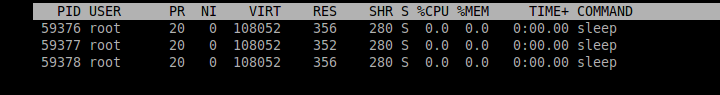 PID USER PR NI VIRT RES SHR S %CPU %MEM TIME+ COMMAND
59376 root 20 0 108052 356 280 S 0.0 0.0 0:00.00 sleep
59377 root 20 0 108052 352 280 S 0.0 0.0 0:00.00 sleep
59378 root 20 0 108052 356 280 S 0.0 0.0 0:00.00 sleep